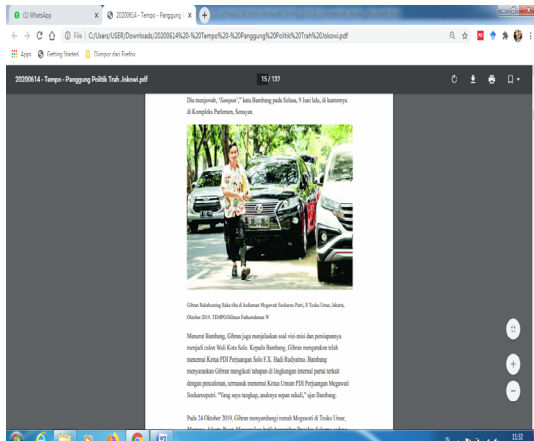 (1) WhatsApp
20200614 - Tempo - Panggung
File | C:/Users/USER/Downloads/20200614%20-%20Tempo%20-%20Panggung%20Politik%20Trah%20Jokowi.pdf
Apps Getting Started Diimpor dari Firefox
20200614 - Tempo - Panggung Politik Trah Jokowi.pdf
15 / 132
Dia menjawab, ‘Sampun’,” kata Bambang pada Selasa, 9 Juni lalu, di kantornya
di Kompleks Parlemen, Senayan.
Gibran Rakabuming Raka tiba di kediaman Megawati Soekarno Putri, Jl Teuku Umar, Jakarta,
Oktober 2019. TEMPO/Hilman Fathurrahman W
Menurut Bambang, Gibran juga menjelaskan soal visi-misi dan persiapannya
menjadi calon Wali Kota Solo. Kepada Bambang, Gibran mengatakan telah
menemui Ketua PDI Perjuangan Solo F.X. Hadi Rudyatmo. Bambang
menyarankan Gibran mengikuti tahapan di lingkungan internal partai terkait
dengan pencalonan, termasuk menemui Ketua Umum PDI Perjuangan Megawati
Soekarnoputri. “Yang saya tangkap, anaknya sopan sekali,” ujar Bambang.
Pada 24 Oktober 2019, Gibran menyambangi rumah Megawati di Teuku Umar,
11:32